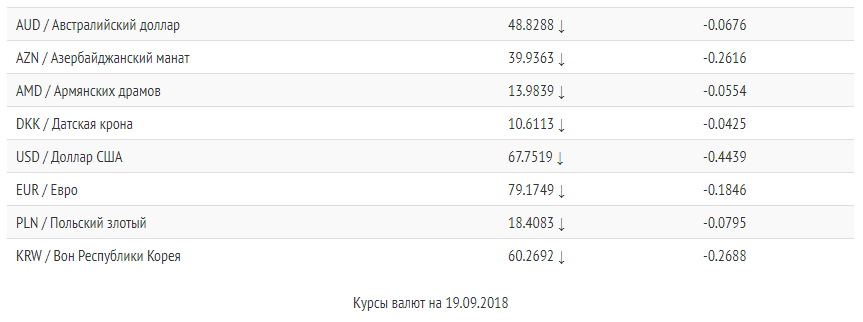 AUD / Австралийский доллар 48.8288 ↓ -0.0676
AZN / Азербайджанский манат 39.9363 ↓ -0.2616
AMD / Армянских драмов 13.9839 ↓ -0.0554
DKK / Датская крона 10.6113 ↓ -0.0425
USD / Доллар США 67.7519 ↓ -0.4439
EUR / Евро 79.1749 ↓ -0.1846
PLN / Польский злотый 18.4083 ↓ -0.0795
KRW / Вон Республики Корея 60.2692 ↓ -0.2688
Курсы валют на 19.09.2018